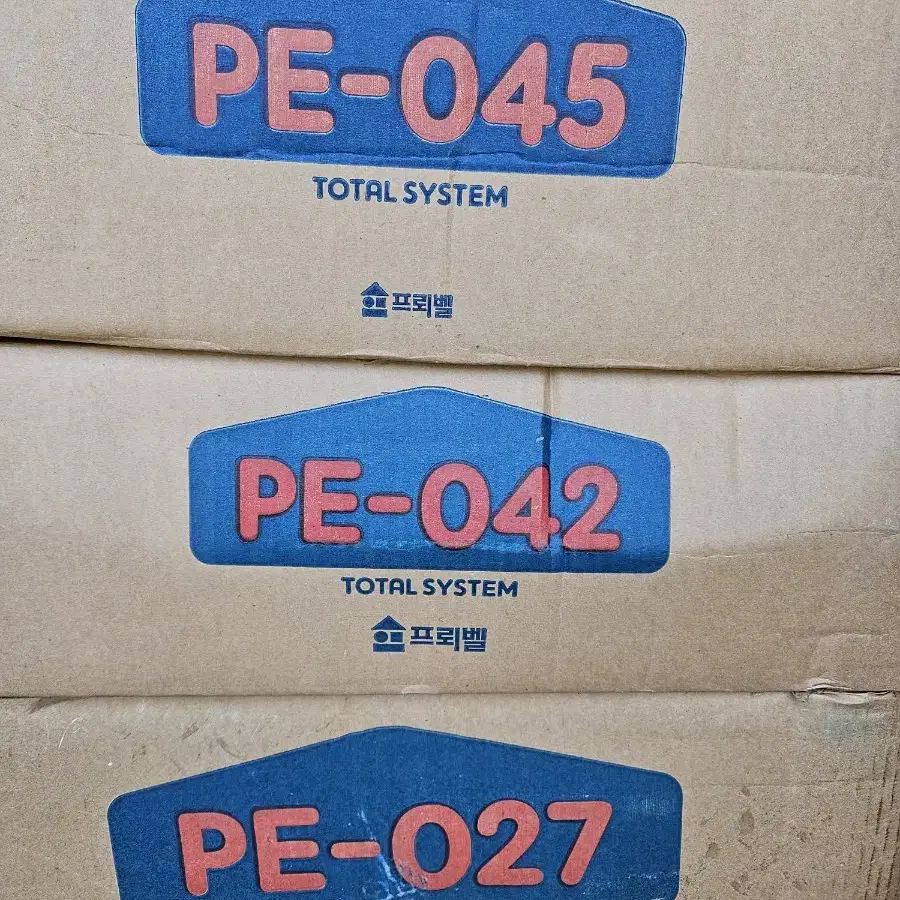 PE-045
TOTAL SYSTEM
프뢰벨
PE-042
TOTAL SYSTEM
프뢰벨
PE-027